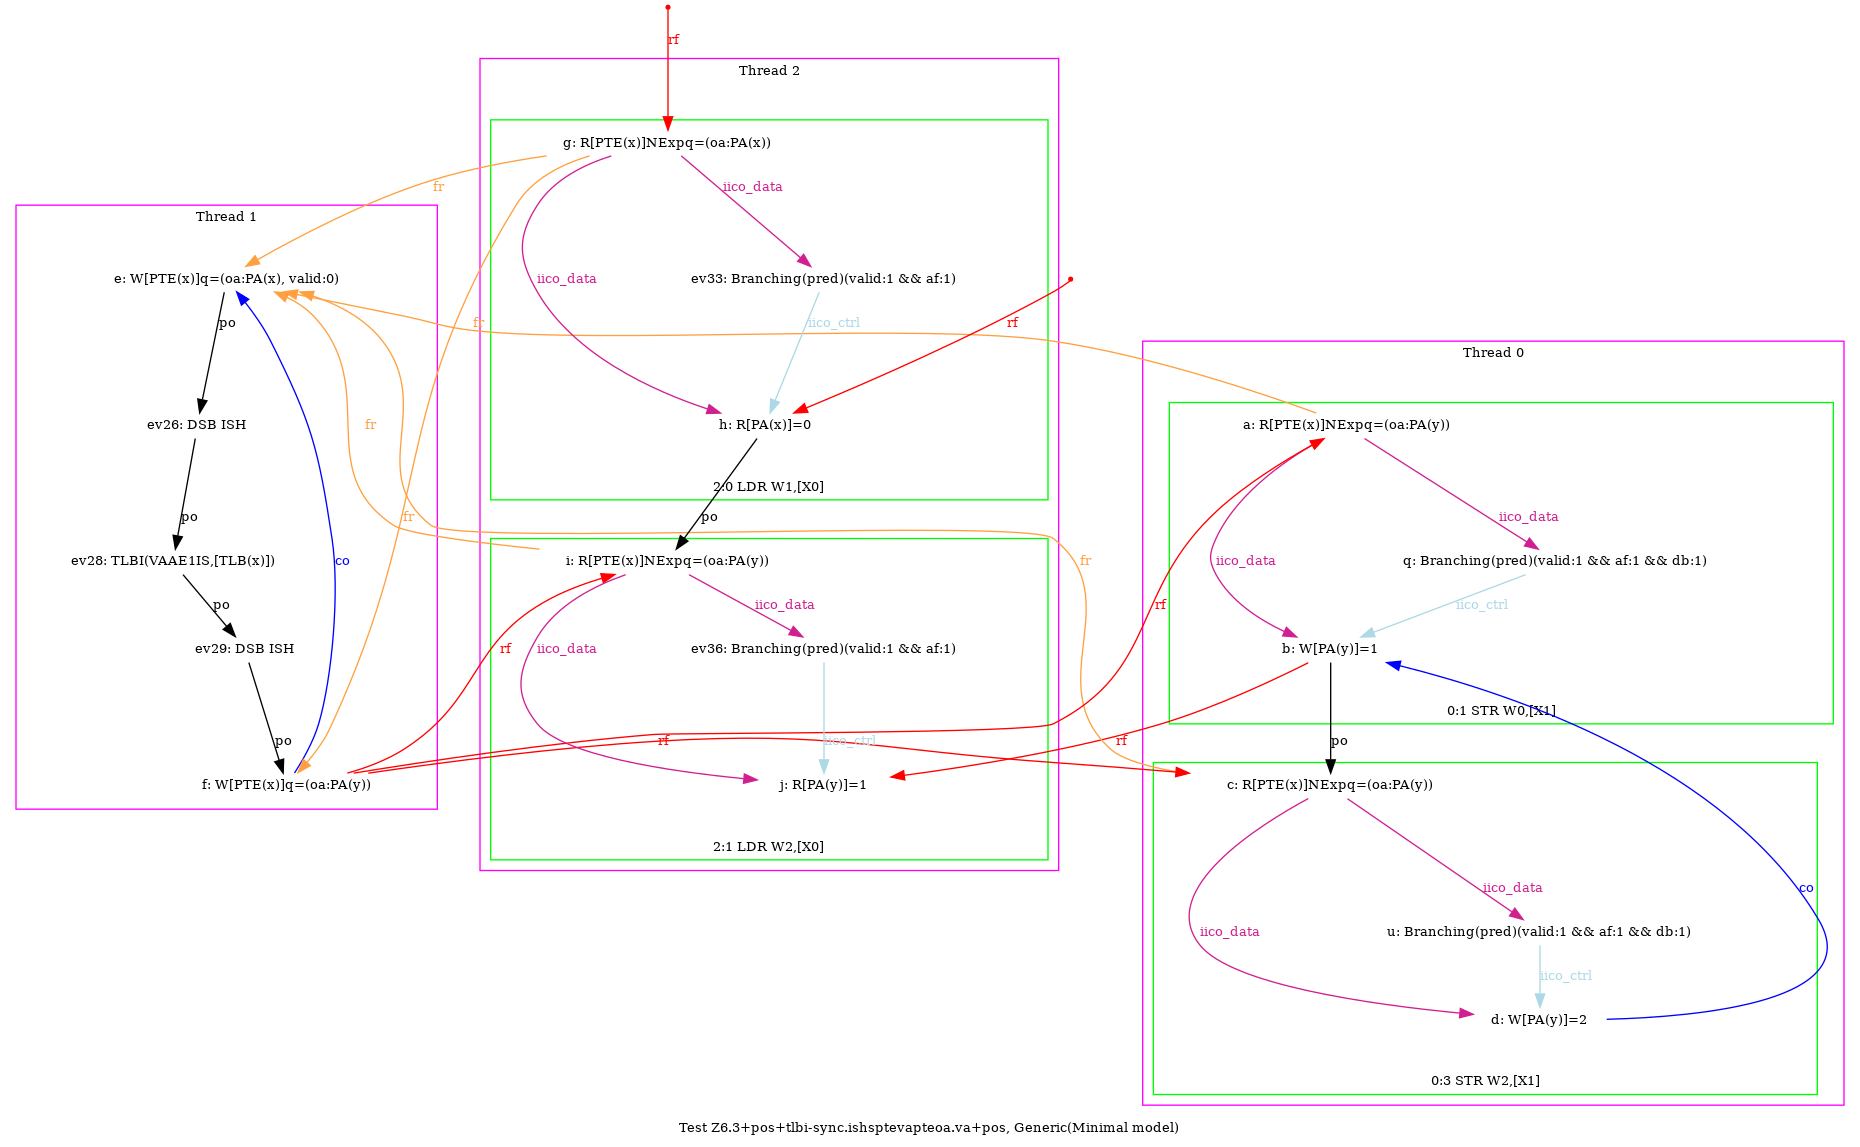 rf
Thread 2
g: R[PTE(x)]NExpq=(oa:PA(x))
fr
iico_data
Thread 1
e: W[PTE(x)]q=(oa:PA(x), valid:0)
iico_data
ev33: Branching(pred)(valid:1 && af:1)
po
fr
iico_ctrl
rf
Thread 0
ev26: DSB ISH
fr
h: R[PA(x)]=0
a: R[PTE(x)]NExpq=(oa:PA(y))
2:0 LDR W1,[X0]
po
fr
po
iico_data
ev28: TLBI(VAAE1IS,[TLB(x)])
co
i: R[PTE(x)]NExpq=(oa:PA(y))
fr
iico_data
q: Branching(pred)(valid:1 && af:1 && db:1)
po
iico_data
rf
iico_ctrl
ev29: DSB ISH
rf
iico_data
ev36: Branching(pred)(valid:1 && af:1)
b: W[PA(y)]=1
0:1 STR W0,[X1]
po
rf
iico_ctrl
rf
po
f: W[PTE(x)]q=(oa:PA(y))
j: R[PA(y)]=1
c: R[PTE(x)]NExpq=(oa:PA(y))
2:1 LDR W2,[X0]
iico_data
co
iico_data
u: Branching(pred)(valid:1 && af:1 && db:1)
iico_ctrl
d: W[PA(y)]=2
0:3 STR W2,[X1]
Test Z6.3+pos+tlbi-sync.ishsptevapteoa.va+pos, Generic(Minimal model)